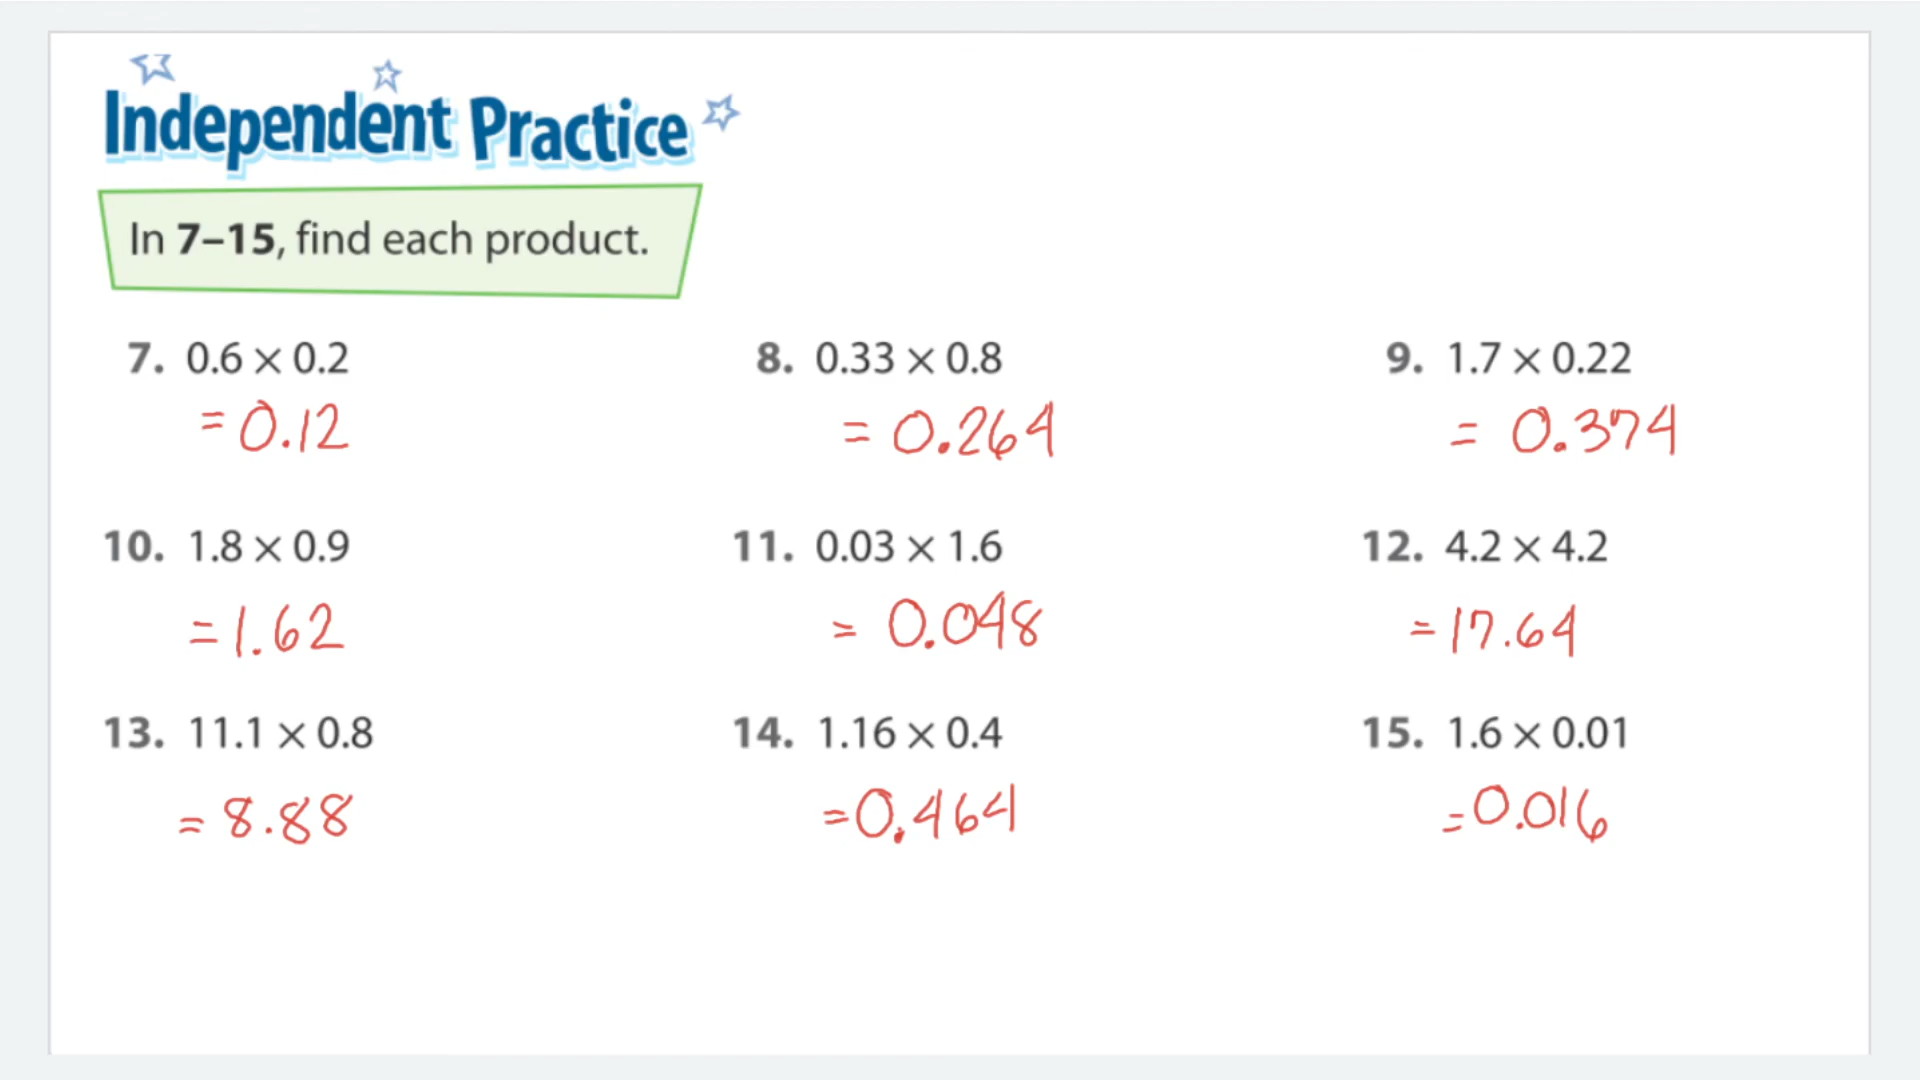 Independent Practice
In 7–15, find each product.
7. 0.6 × 0.2
8. 0.33 × 0.8
9. 1.7 × 0.22
= 0.12
= 0.264
= 0.374
10. 1.8 × 0.9
11. 0.03 × 1.6
12. 4.2 × 4.2
= 1.62
= 0.048
= 17.64
13. 11.1 × 0.8
14. 1.16 × 0.4
15. 1.6 × 0.01
= 8.88
= 0.464
= 0.016